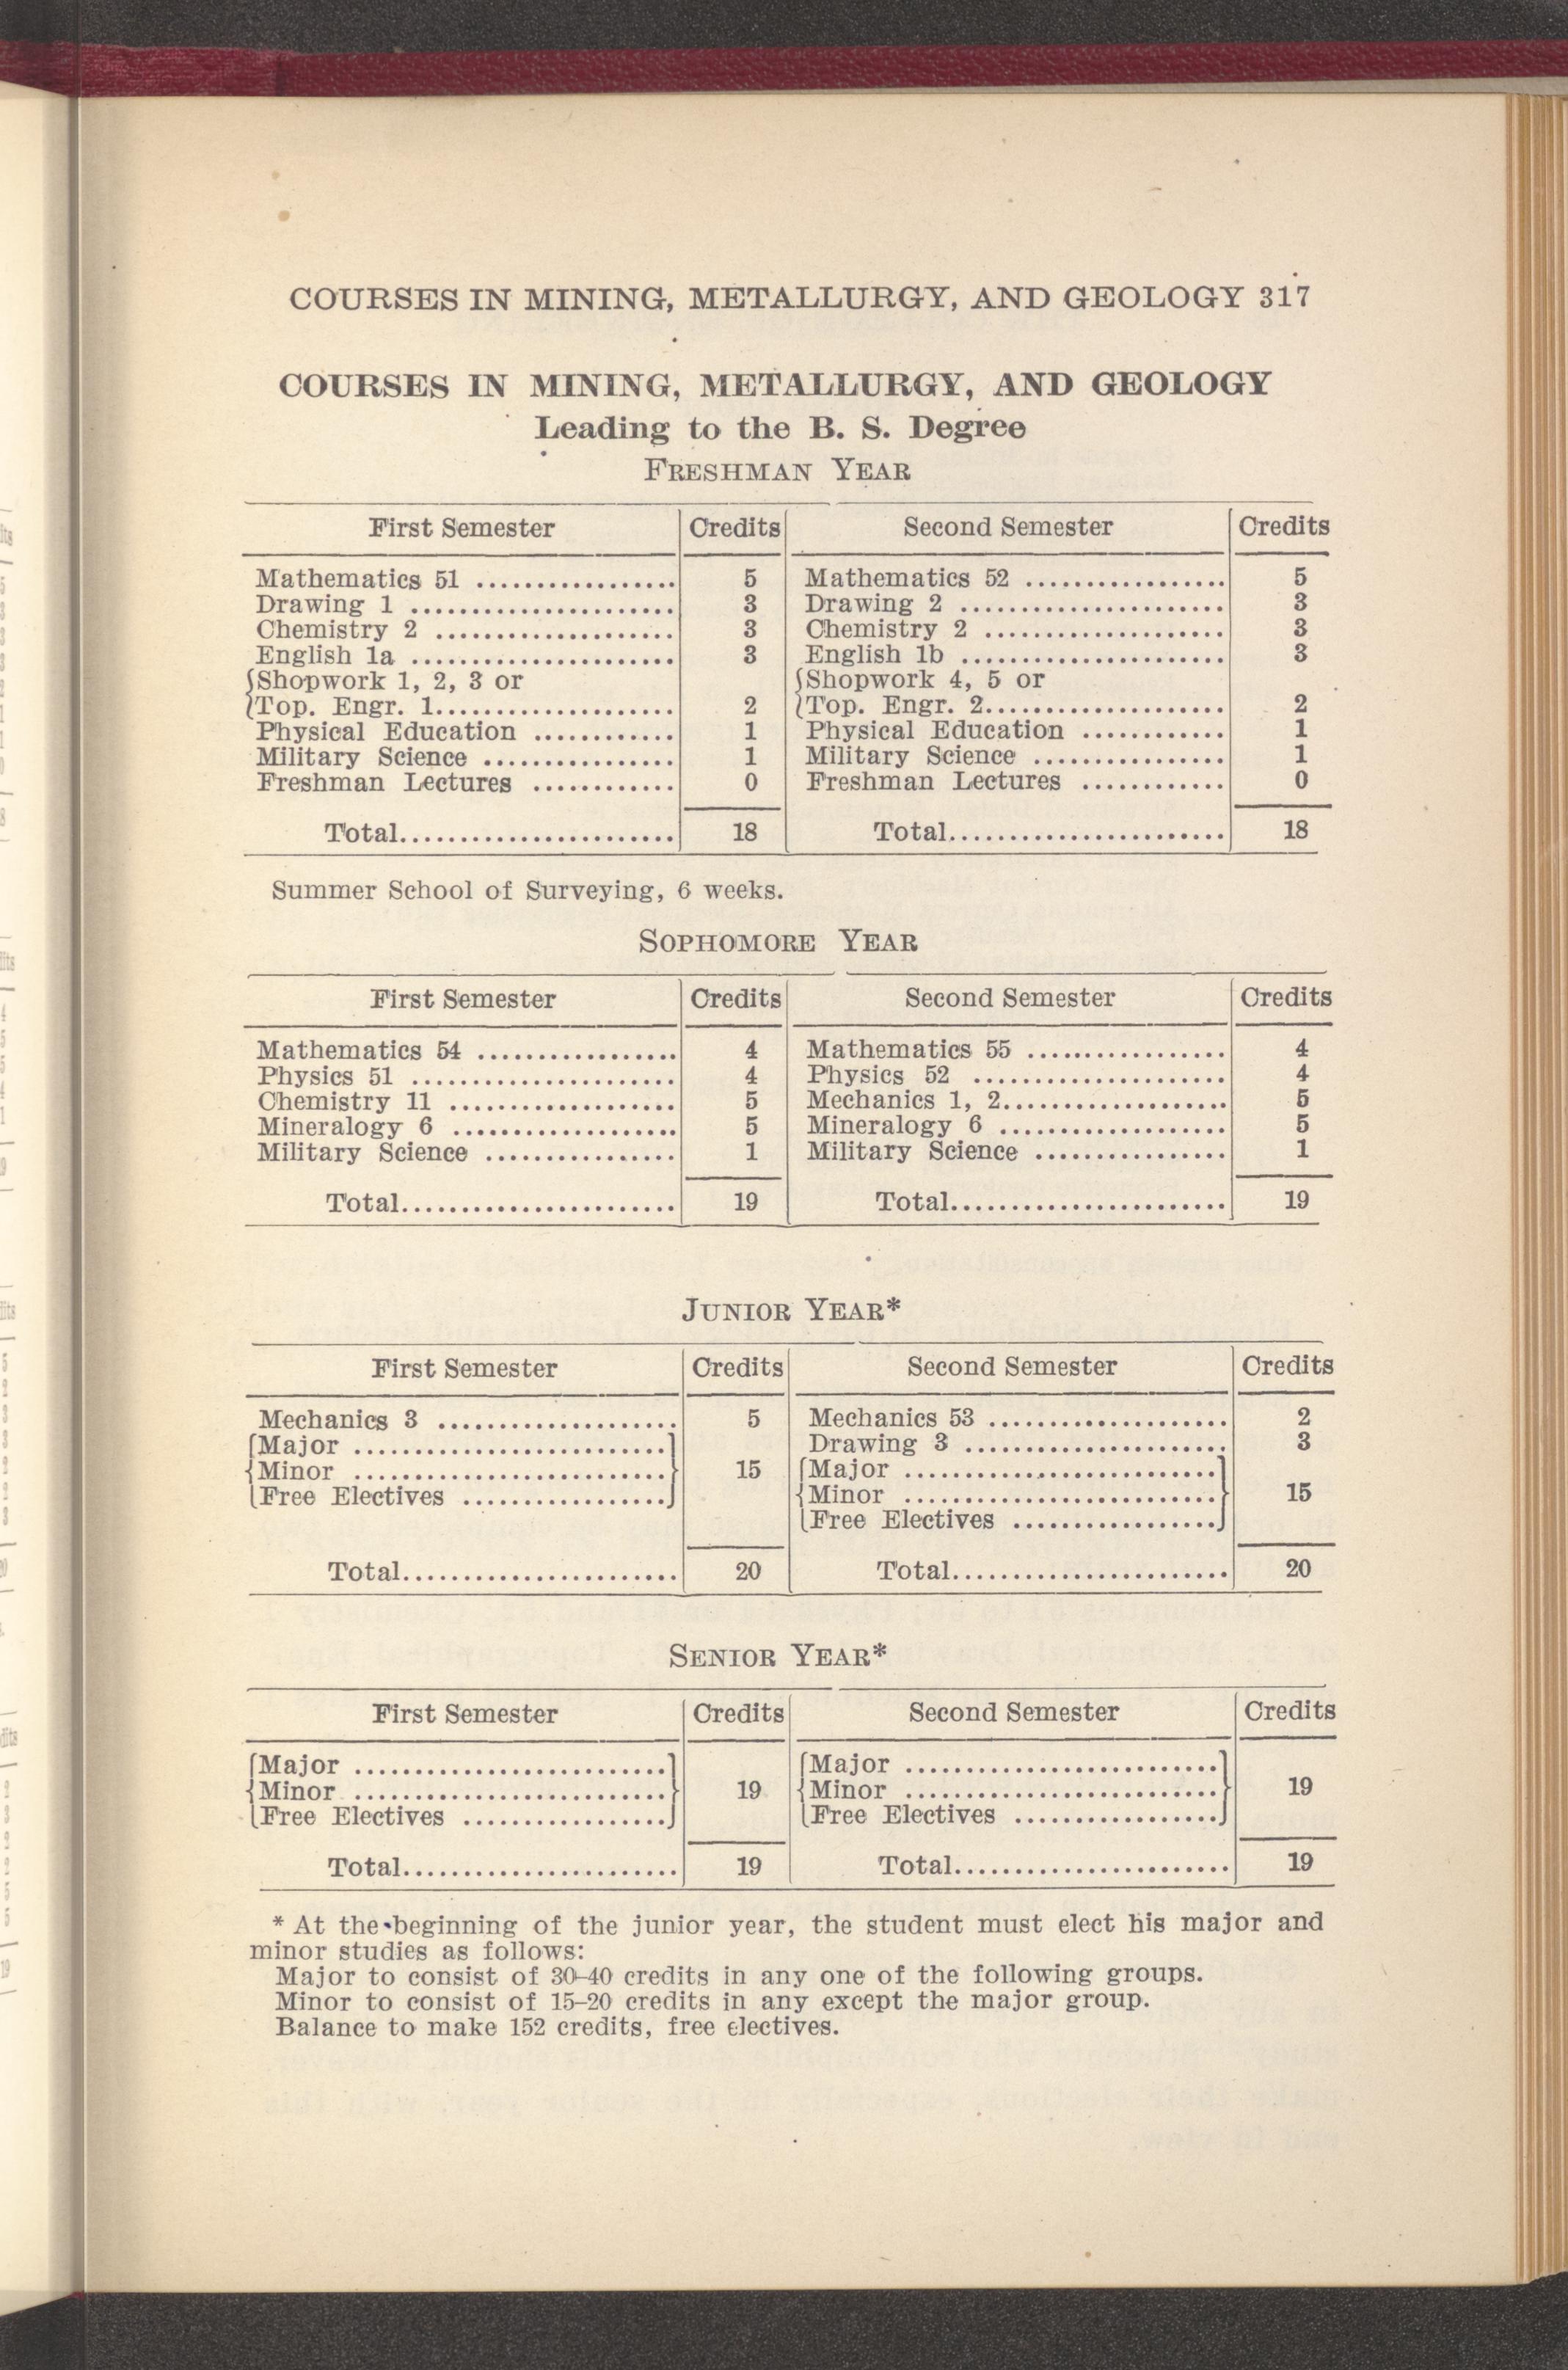 COURSES IN MINING, METALLURGY, AND GEOLOGY 317
COURSES IN MINING, METALLURGY, AND GEOLOGY
Leading to the B. S. Degree
FRESHMAN YEAR
First Semester Credits Second Semester Credits
Mathematics 51 ................. 5 Mathematics 52 ................. 5
Drawing 1 ...................... 3 Drawing 2 ...................... 3
Chemistry 2 .................... 3 Chemistry 2 .................... 3
English 1a ...................... 3 English 1b ...................... 3
{Shopwork 1, 2, 3 or {Shopwork 4, 5 or
{Top. Engr. 1.................... 2 {Top. Engr. 2.................... 2
Physical Education ............ 1 Physical Education ............ 1
Military Science ................ 1 Military Science ................ 1
Freshman Lectures ............ 0 Freshman Lectures ............ 0
Total....................... 18 Total....................... 18
Summer School of Surveying, 6 weeks.
SOPHOMORE YEAR
First Semester Credits Second Semester Credits
Mathematics 54 ................. 4 Mathematics 55 ................. 4
Physics 51 ...................... 4 Physics 52 ..................... 4
Chemistry 11 ................... 5 Mechanics 1, 2................... 5
Mineralogy 6 ................... 5 Mineralogy 6 ................... 5
Military Science ................ 1 Military Science ................ 1
Total....................... 19 Total....................... 19
JUNIOR YEAR*
First Semester Credits Second Semester Credits
Mechanics 3 .................... 5 Mechanics 53 .................... 2
{Major ..........................} Drawing 3 ...................... 3
{Minor ..........................} 15 {Major ..........................}
{Free Electives .................} {Minor ..........................} 15
{Free Electives .................}
Total....................... 20 Total....................... 20
SENIOR YEAR*
First Semester Credits Second Semester Credits
{Major ..........................} {Major ..........................}
{Minor ..........................} 19 {Minor ..........................} 19
{Free Electives .................} {Free Electives .................}
Total....................... 19 Total....................... 19
* At the beginning of the junior year, the student must elect his major and
minor studies as follows:
Major to consist of 30-40 credits in any one of the following groups.
Minor to consist of 15-20 credits in any except the major group.
Balance to make 152 credits, free electives.